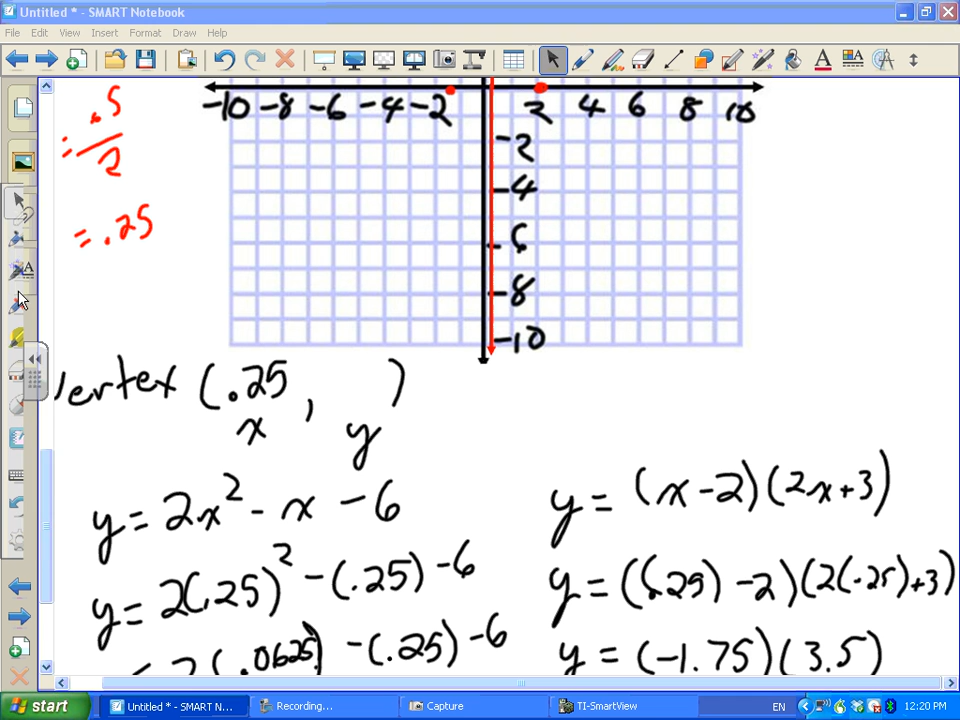 Untitled * - SMART Notebook
File Edit View Insert Format Draw Help
-10 -8 -6 -4 -2 2 4 6 8 10
-2
-4
-6
-8
-10
= .5/2
= .25
vertex (.25 , )
x y
y = 2x² - x - 6
y = 2(.25)² - (.25) - 6
= 2(.0625) - (.25) - 6
y = (x - 2)(2x + 3)
y = ((.25) - 2)(2(.25) + 3)
y = (-1.75)(3.5)
start
Untitled * - SMART N...
Recording...
Capture
TI-SmartView
EN
12:20 PM